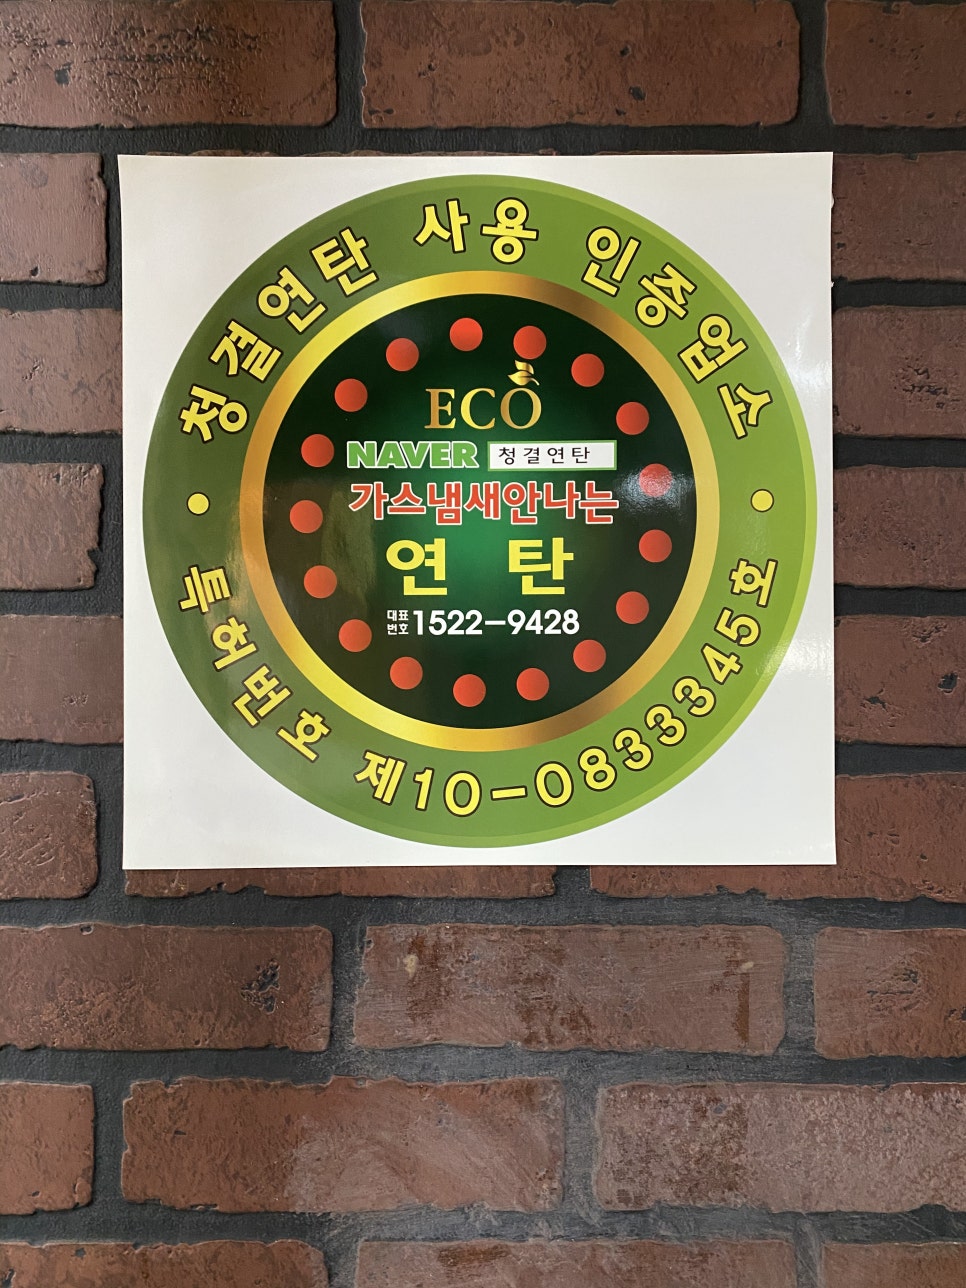 청결연탄 사용 인증업소
ECO
NAVER 청결연탄
가스냄새안나는
연 탄
대표번호 1522-9428
특허번호 제10-0833345호